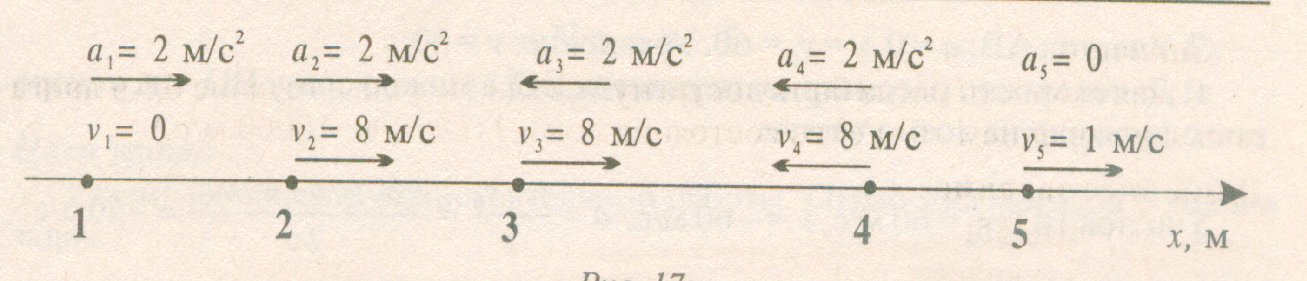 a₁= 2 м/с² a₂= 2 м/с² a₃= 2 м/с² a₄= 2 м/с² a₅= 0
v₁= 0 v₂= 8 м/с v₃= 8 м/с v₄= 8 м/с v₅= 1 м/с
1 2 3 4 5 x, м